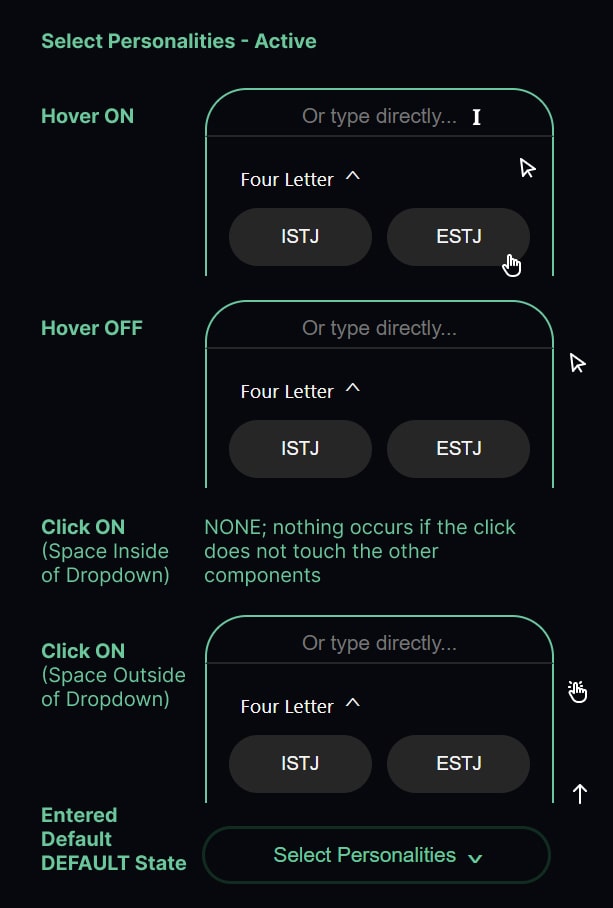 Select Personalities - Active
Hover ON
Or type directly...
Four Letter
ISTJ
ESTJ
Hover OFF
Or type directly...
Four Letter
ISTJ
ESTJ
Click ON
(Space Inside
of Dropdown)
NONE; nothing occurs if the click
does not touch the other
components
Click ON
(Space Outside
of Dropdown)
Or type directly...
Four Letter
ISTJ
ESTJ
Entered
Default
DEFAULT State
Select Personalities